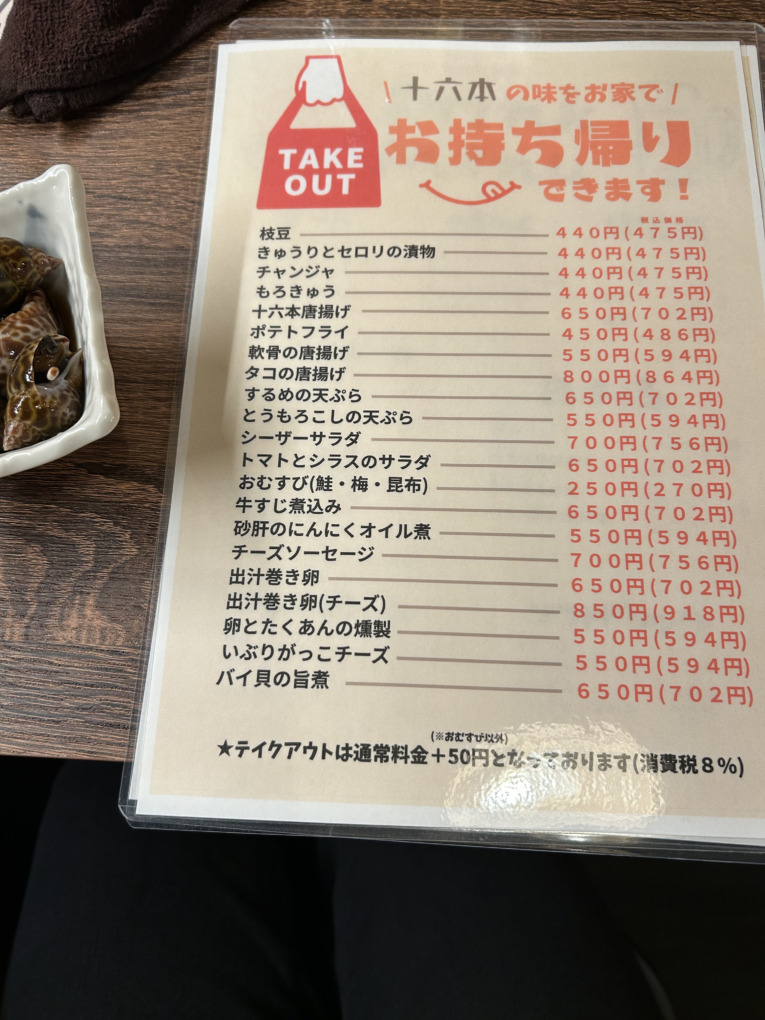 \ 十六本の味をお家で /
TAKE
OUT
お持ち帰り
できます！
税込価格
枝豆 440円(475円)
きゅうりとセロリの漬物 440円(475円)
チャンジャ 440円(475円)
もろきゅう 440円(475円)
十六本唐揚げ 650円(702円)
ポテトフライ 450円(486円)
軟骨の唐揚げ 550円(594円)
タコの唐揚げ 800円(864円)
するめの天ぷら 650円(702円)
とうもろこしの天ぷら 550円(594円)
シーザーサラダ 700円(756円)
トマトとシラスのサラダ 650円(702円)
おむすび(鮭・梅・昆布) 250円(270円)
牛すじ煮込み 650円(702円)
砂肝のにんにくオイル煮 550円(594円)
チーズソーセージ 700円(756円)
出汁巻き卵 650円(702円)
出汁巻き卵(チーズ) 850円(918円)
卵とたくあんの燻製 550円(594円)
いぶりがっこチーズ 550円(594円)
バイ貝の旨煮 650円(702円)
(※おむすび以外)
★テイクアウトは通常料金＋50円となっております(消費税8％)